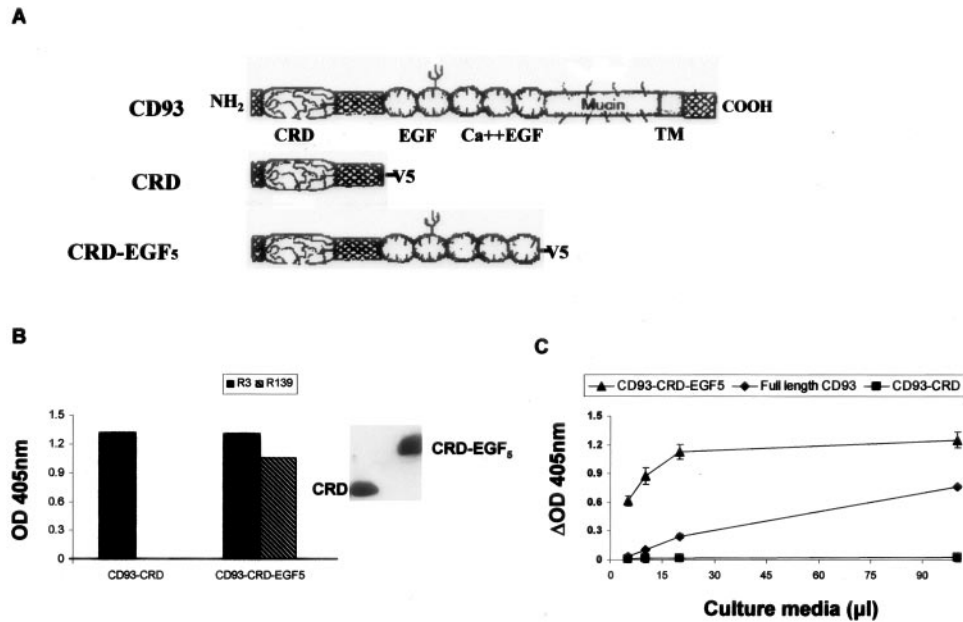 A
CD93 NH2 Mucin COOH
CRD EGF Ca++EGF TM
CRD V5
CRD-EGF5 V5
B
R3 R139
1.5
1.2
0.9
0.6
0.3
0
OD 405nm
CD93-CRD CD93-CRD-EGF5
CRD CRD-EGF5
C
CD93-CRD-EGF5 Full length CD93 CD93-CRD
1.5
1.2
0.9
0.6
0.3
0
ΔOD 405nm
0 15 30 45 60 75 90
Culture media (µl)